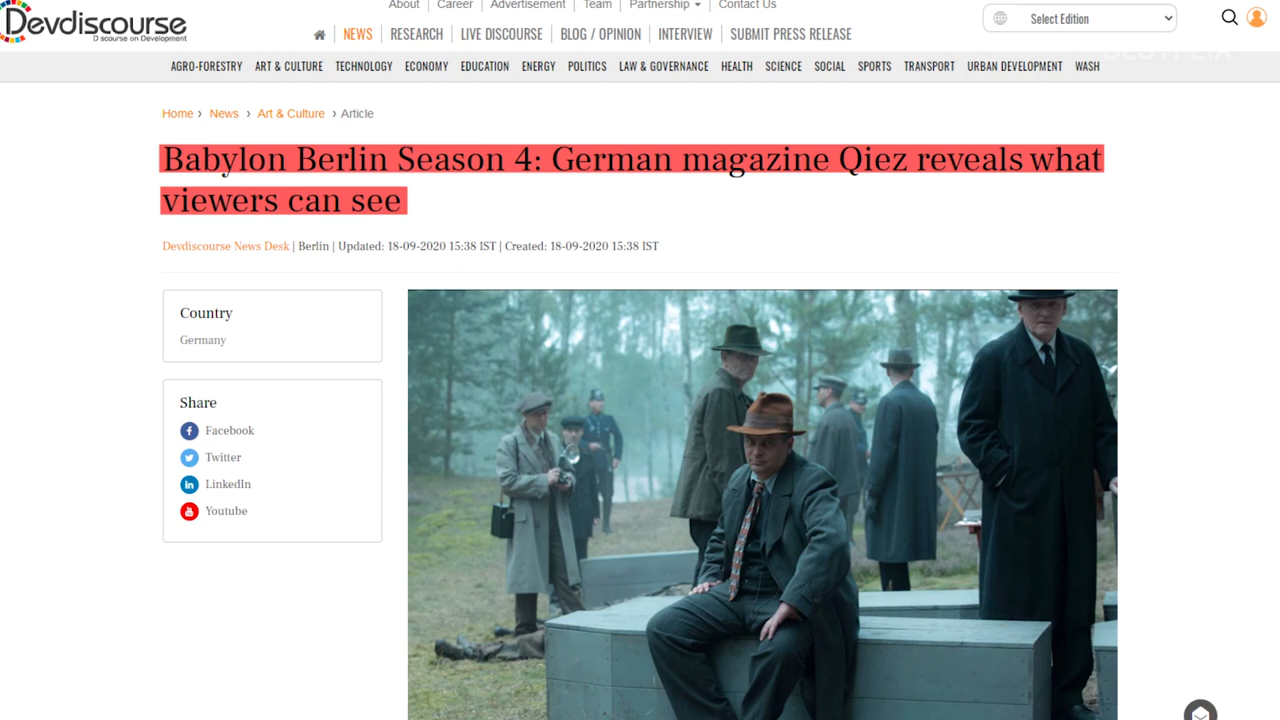 Devdiscourse
Discourse on Development
About Career Advertisement Team Partnership Contact Us
NEWS RESEARCH LIVE DISCOURSE BLOG / OPINION INTERVIEW SUBMIT PRESS RELEASE
Select Edition
AGRO-FORESTRY ART & CULTURE TECHNOLOGY ECONOMY EDUCATION ENERGY POLITICS LAW & GOVERNANCE HEALTH SCIENCE SOCIAL SPORTS TRANSPORT URBAN DEVELOPMENT WASH
Home › News › Art & Culture › Article
Babylon Berlin Season 4: German magazine Qiez reveals what
viewers can see
Devdiscourse News Desk | Berlin | Updated: 18-09-2020 15:38 IST | Created: 18-09-2020 15:38 IST
Country
Germany
Share
Facebook
Twitter
LinkedIn
Youtube